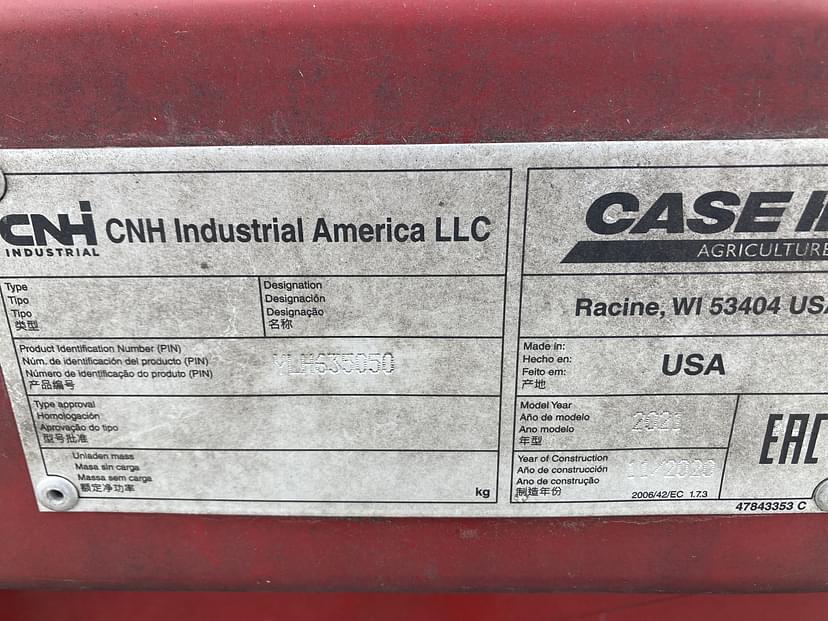 CNH
INDUSTRIAL
CNH Industrial America LLC
Type
Tipo
Tipo
类型
Designation
Designación
Designação
名称
Product Identification Number (PIN)
Núm. de identificación del producto (PIN)
Número de identificação do produto (PIN)
产品编号
Type approval
Homologación
Aprovação do tipo
型号批准
Unladen mass
Masa sin carga
Massa sem carga
额定净功率
kg
CASE I
AGRICULTURE
Racine, WI 53404 USA
Made in:
Hecho en:
Feito em:
产地
USA
Model Year
Año de modelo
Ano modelo
年型
2021
Year of Construction
Año de construcción
Ano de construção
制造年份
11/2020
2006/42/EC 1.7.3
EAC
47843353 C